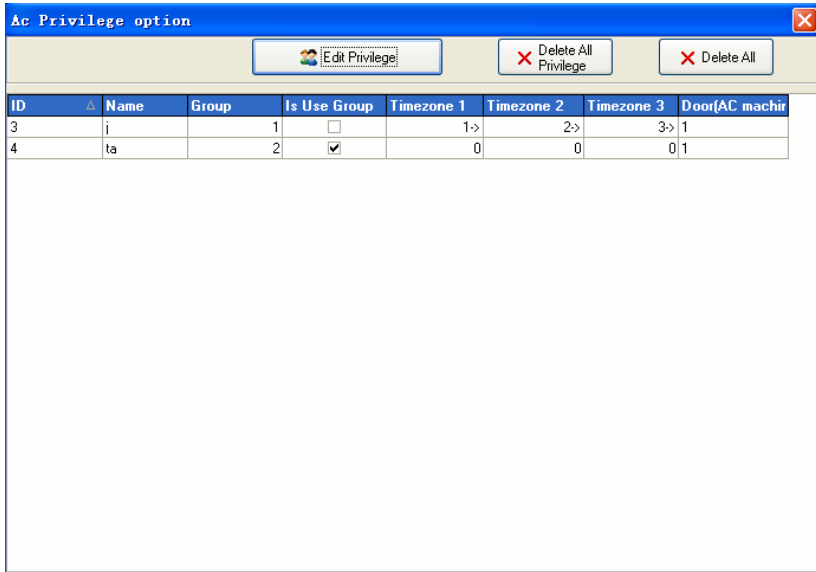 Ac Privilege option
Edit Privilege
Delete All
Privilege
Delete All
ID Name Group Is Use Group Timezone 1 Timezone 2 Timezone 3 Door(AC machin
3 j 1 1-> 2-> 3-> 1
4 ta 2 0 0 0 1